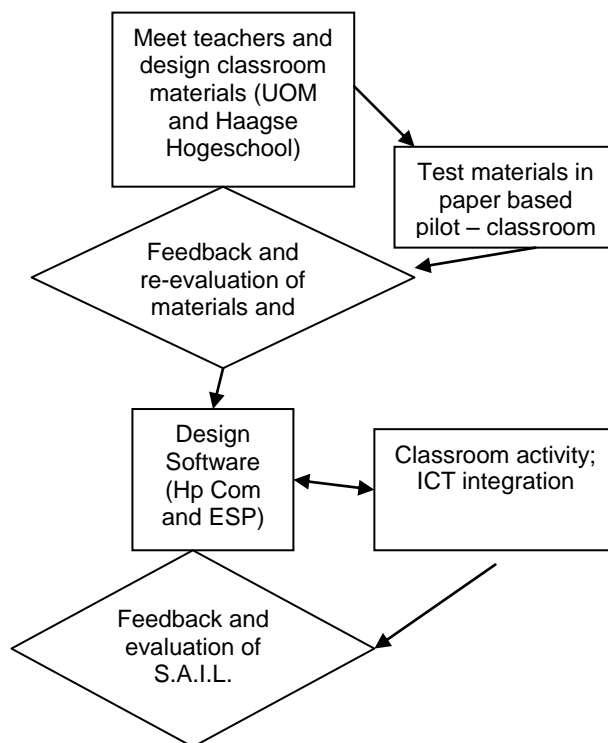 Meet teachers and
design classroom
materials (UOM
and Haagse
Hogeschool)
Test materials in
paper based
pilot – classroom
Feedback and
re-evaluation of
materials and
Design
Software
(Hp Com
and ESP)
Classroom activity;
ICT integration
Feedback and
evaluation of
S.A.I.L.